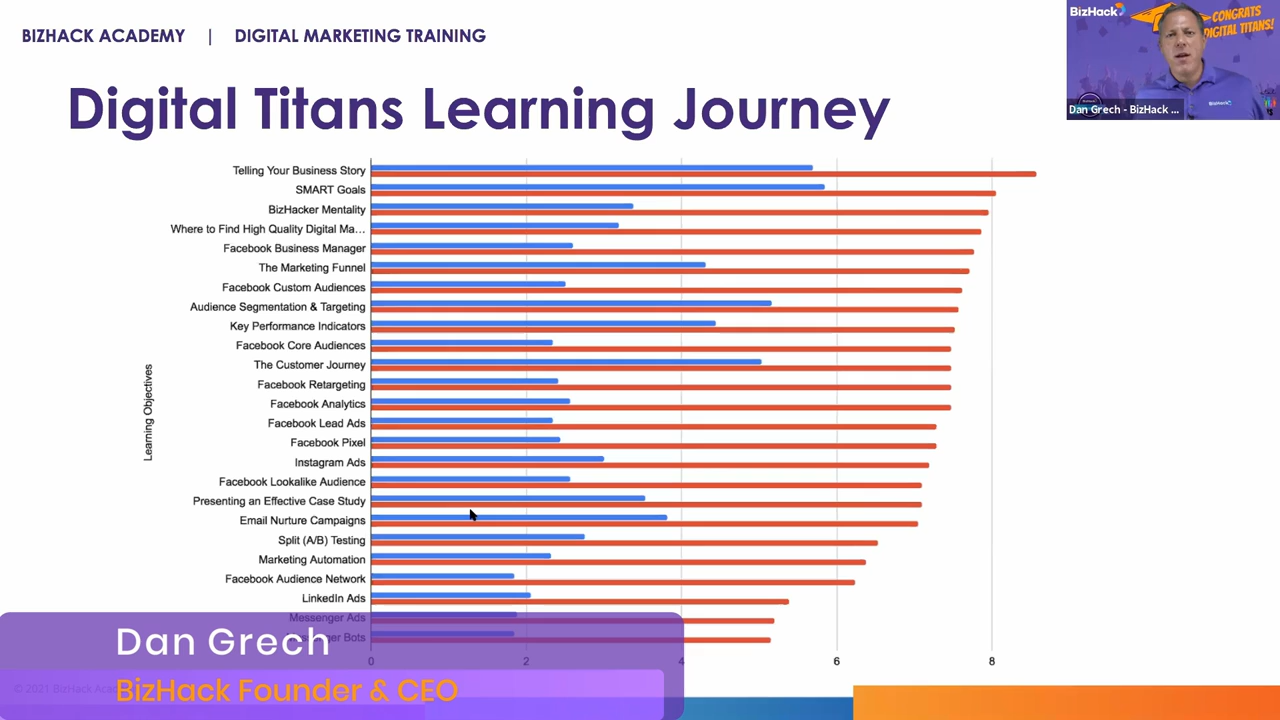 BIZHACK ACADEMY | DIGITAL MARKETING TRAINING
BizHack
CONGRATS
DIGITAL TITANS!
BizHack
Dan Grech - BizHack ...
Digital Titans Learning Journey
Learning Objectives
Telling Your Business Story
SMART Goals
BizHacker Mentality
Where to Find High Quality Digital Ma...
Facebook Business Manager
The Marketing Funnel
Facebook Custom Audiences
Audience Segmentation & Targeting
Key Performance Indicators
Facebook Core Audiences
The Customer Journey
Facebook Retargeting
Facebook Analytics
Facebook Lead Ads
Facebook Pixel
Instagram Ads
Facebook Lookalike Audience
Presenting an Effective Case Study
Email Nurture Campaigns
Split (A/B) Testing
Marketing Automation
Facebook Audience Network
LinkedIn Ads
Messenger Ads
Bots
0 2 4 6 8
Dan Grech
© 2021 BizHack
BizHack Founder & CEO